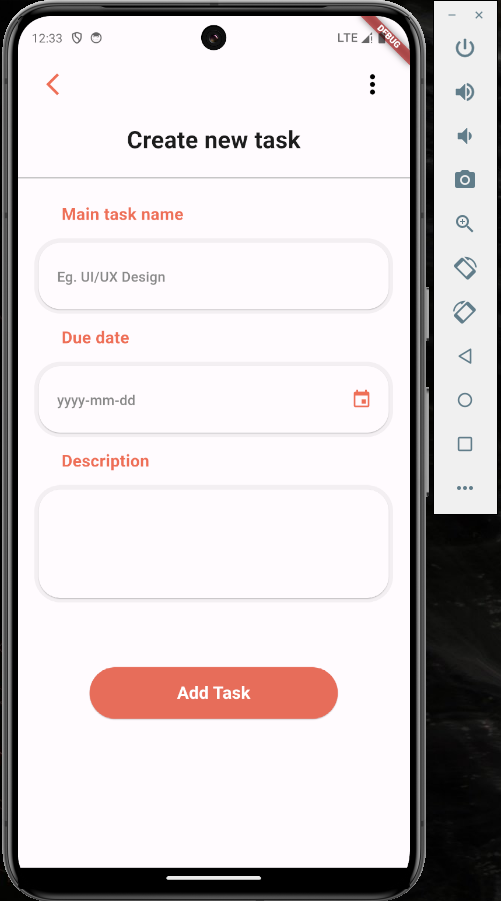 12:33
LTE
DEBUG
Create new task
Main task name
Eg. UI/UX Design
Due date
yyyy-mm-dd
Description
Add Task